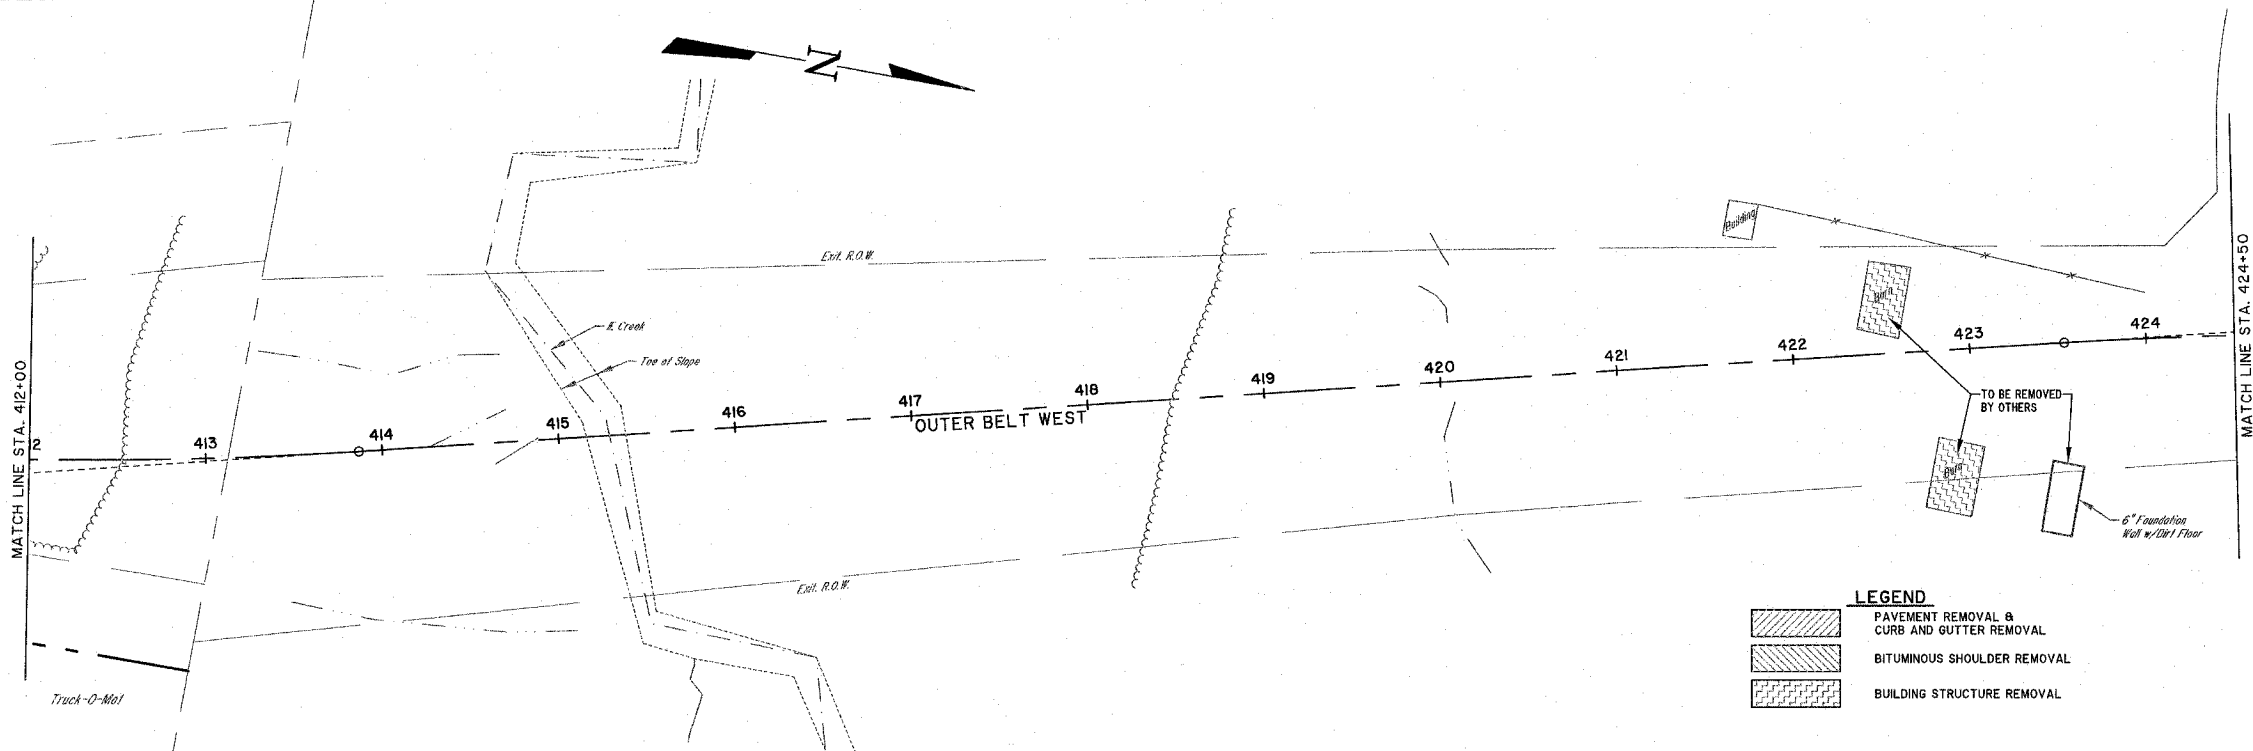 N
Building
Exit. R.O.W.
Barn
℄ Creek
Toe of Slope
MATCH LINE STA. 412+00
2
413
414
415
416
417
418
419
420
421
422
423
424
OUTER BELT WEST
MATCH LINE STA. 424+50
TO BE REMOVED
BY OTHERS
Barn
6" Foundation
Wall w/Dirt Floor
Exit. R.O.W.
Truck-O-Mat
LEGEND
PAVEMENT REMOVAL &
CURB AND GUTTER REMOVAL
BITUMINOUS SHOULDER REMOVAL
BUILDING STRUCTURE REMOVAL